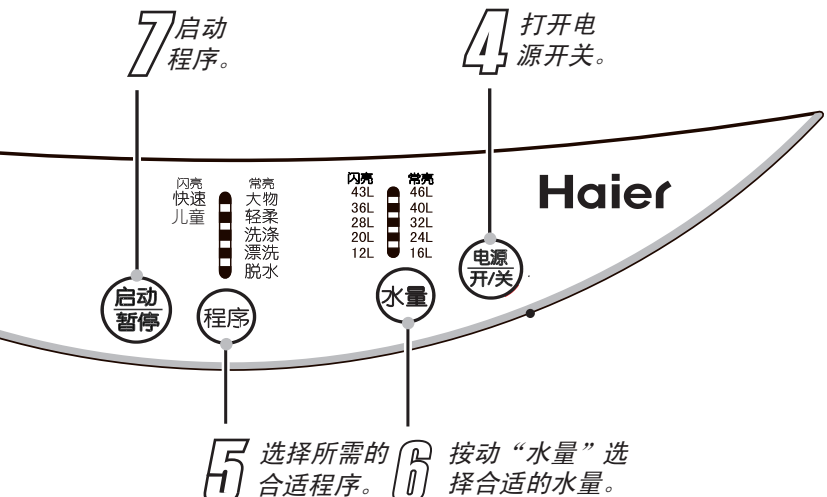 7 启动
程序。
4 打开电
源开关。
闪亮 常亮
快速 大物
儿童 轻柔
洗涤
漂洗
脱水
闪亮 常亮
43L 46L
36L 40L
28L 32L
20L 24L
12L 16L
Haier
启动
暂停
程序
水量
电源
开/关
5 选择所需的
合适程序。
6 按动“水量”选
择合适的水量。